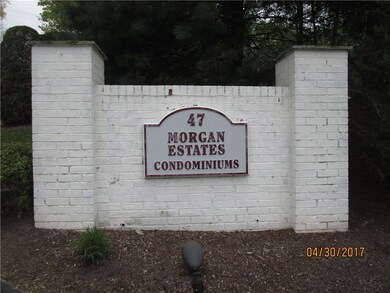 47
MORGAN
ESTATES
CONDOMINIUMS
04/30/2017